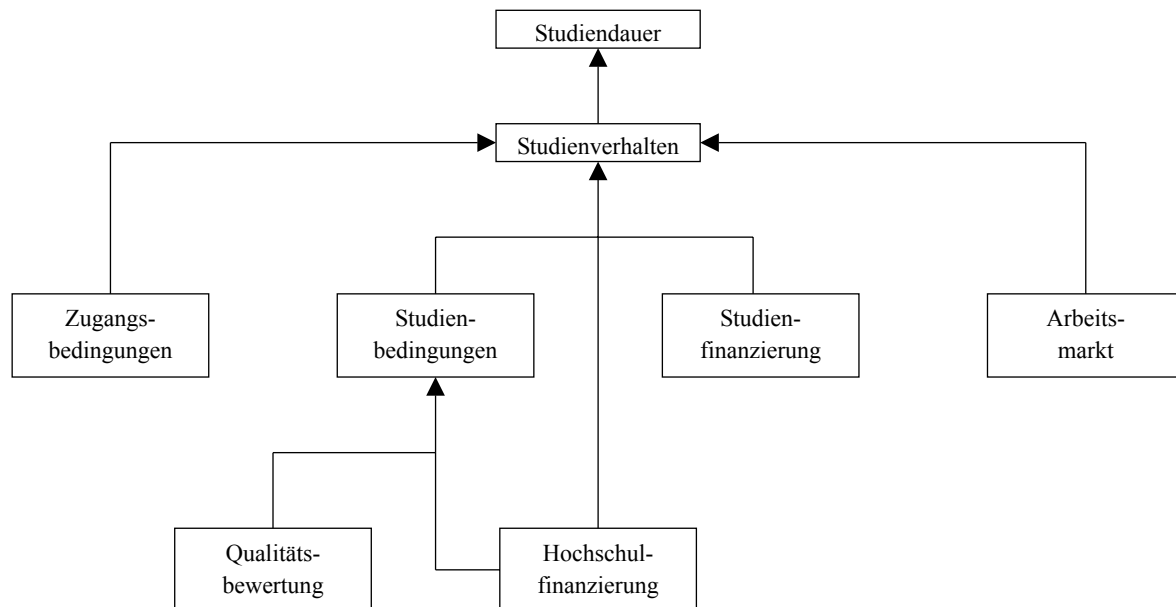 Studiendauer
Studienverhalten
Zugangs-
bedingungen
Studien-
bedingungen
Studien-
finanzierung
Arbeits-
markt
Qualitäts-
bewertung
Hochschul-
finanzierung